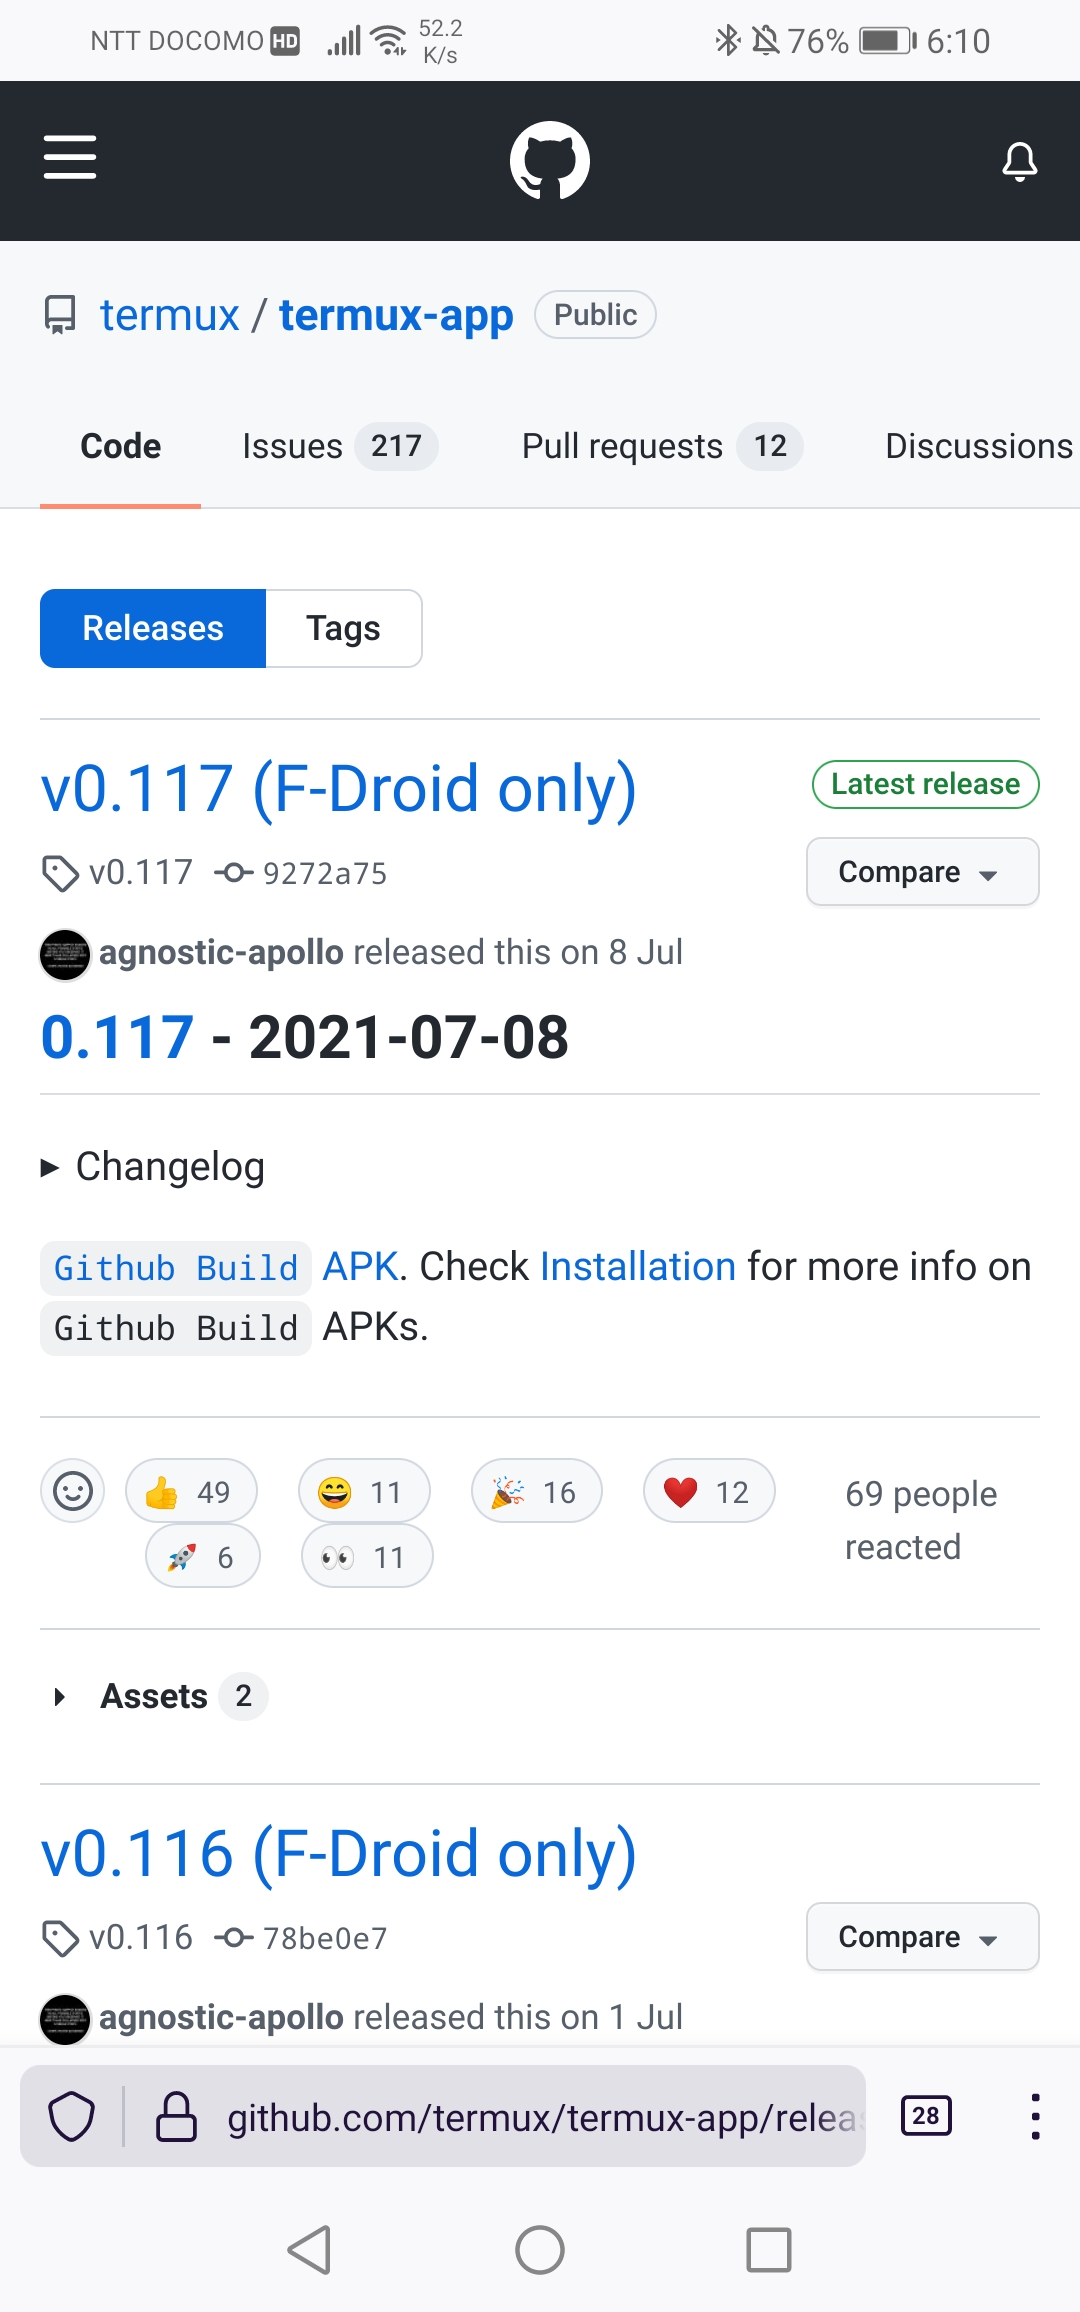 NTT DOCOMO HD 52.2 K/s 76% 6:10
termux / termux-app Public
Code Issues 217 Pull requests 12 Discussions
Releases Tags
v0.117 (F-Droid only) Latest release
v0.117 9272a75 Compare
agnostic-apollo released this on 8 Jul
0.117 - 2021-07-08
Changelog
Github Build APK. Check Installation for more info on
Github Build APKs.
49 11 16 12 69 people
6 11 reacted
Assets 2
v0.116 (F-Droid only)
v0.116 78be0e7 Compare
agnostic-apollo released this on 1 Jul
github.com/termux/termux-app/relea 28